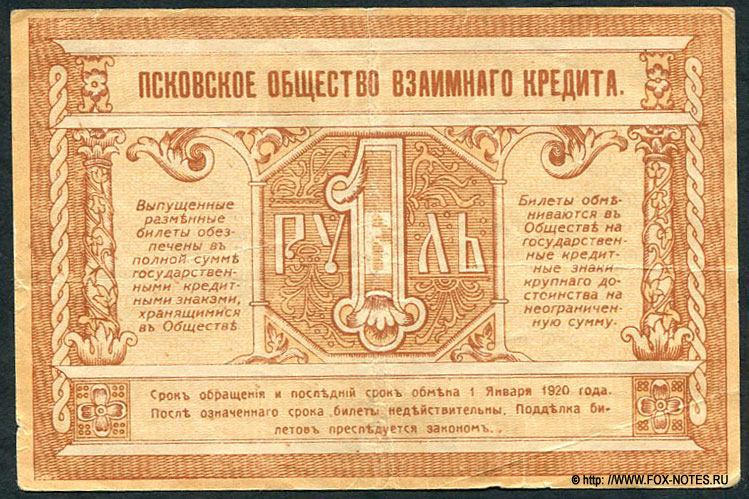 ПСКОВСКОЕ ОБЩЕСТВО ВЗАИМНАГО КРЕДИТА.
Выпущенные
размѣнные
билеты обез-
печены въ
полной суммѣ
государствен-
ными кредит-
ными знаками,
хранящимися
въ Обществѣ
1
РУ ЛЬ
Билеты обмѣ-
ниваются въ
Обществѣ на
государствен-
ные кредит-
ные знаки
крупнаго до-
стоинства на
неограничен-
ную сумму.
Срокъ обращенія и послѣдній срокъ обмѣна 1 Января 1920 года.
Послѣ означеннаго срока билеты недѣйствительны. Поддѣлка би-
летовъ преслѣдуется закономъ.
© http: //WWW.FOX-NOTES.RU